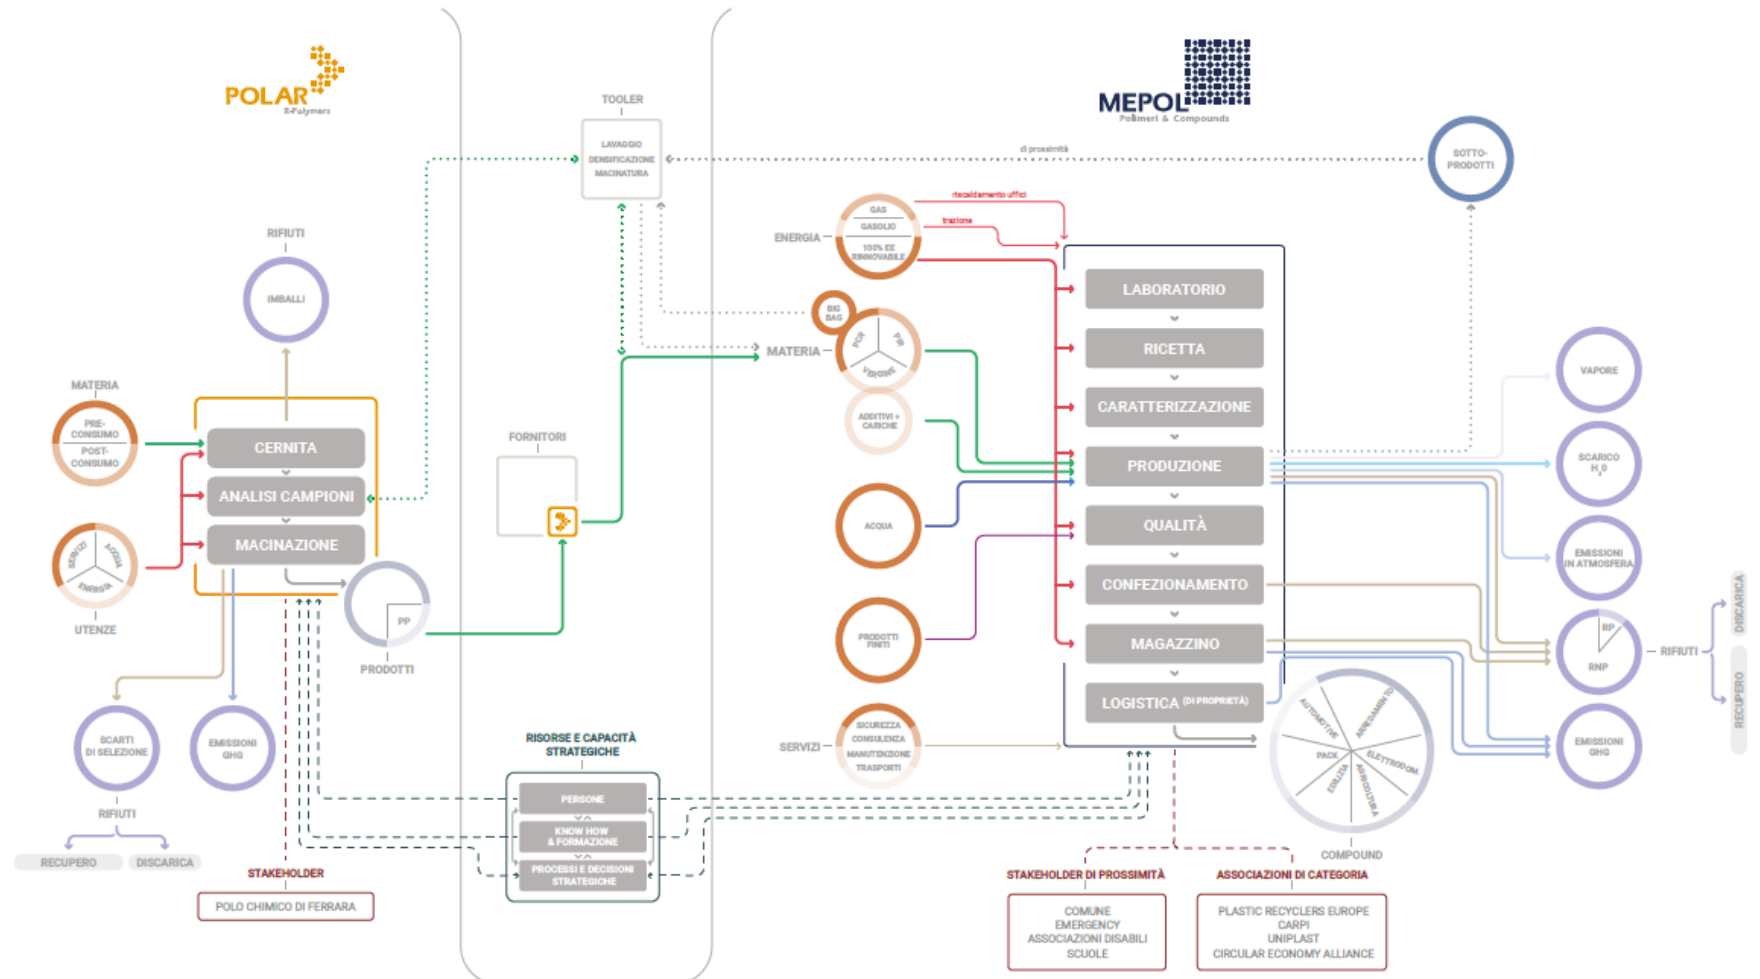 POLAR
R-Polymers
MEPOL
Polimeri & Compounds
TOOLER
LAVAGGIO
DENSIFICAZIONE
MACINATURA
di prossimità
SOTTO-
PRODOTTI
RIFIUTI
IMBALLI
MATERIA
PRE-
CONSUMO
POST-
CONSUMO
CERNITA
ANALISI CAMPIONI
MACINAZIONE
SERVIZI
ACQUA
ENERGIA
UTENZE
PP
PRODOTTI
SCARTI
DI SELEZIONE
EMISSIONI
GHG
RIFIUTI
RECUPERO
DISCARICA
STAKEHOLDER
POLO CHIMICO DI FERRARA
FORNITORI
RISORSE E CAPACITÀ
STRATEGICHE
PERSONE
KNOW HOW
& FORMAZIONE
PROCESSI E DECISIONI
STRATEGICHE
ENERGIA
GAS
GASOLIO
100% EE
RINNOVABILE
riscaldamento uffici
trazione
BIG
BAG
MATERIA
PCR
PIR
VERGINE
ADDITIVI +
CARICHE
ACQUA
PRODOTTI
FINITI
SERVIZI
SICUREZZA
CONSULENZA
MANUTENZIONE
TRASPORTI
LABORATORIO
RICETTA
CARATTERIZZAZIONE
PRODUZIONE
QUALITÀ
CONFEZIONAMENTO
MAGAZZINO
LOGISTICA (DI PROPRIETÀ)
AUTOMOTIVE
ARREDAMENTO
ELETTRODOM.
AGRICOLTURA
EDILIZIA
PACK
COMPOUND
VAPORE
SCARICO
H2O
EMISSIONI
IN ATMOSFERA
RP
RNP
RIFIUTI
DISCARICA
RECUPERO
EMISSIONI
GHG
STAKEHOLDER DI PROSSIMITÀ
COMUNE
EMERGENCY
ASSOCIAZIONI DISABILI
SCUOLE
ASSOCIAZIONI DI CATEGORIA
PLASTIC RECYCLERS EUROPE
CARPI
UNIPLAST
CIRCULAR ECONOMY ALLIANCE